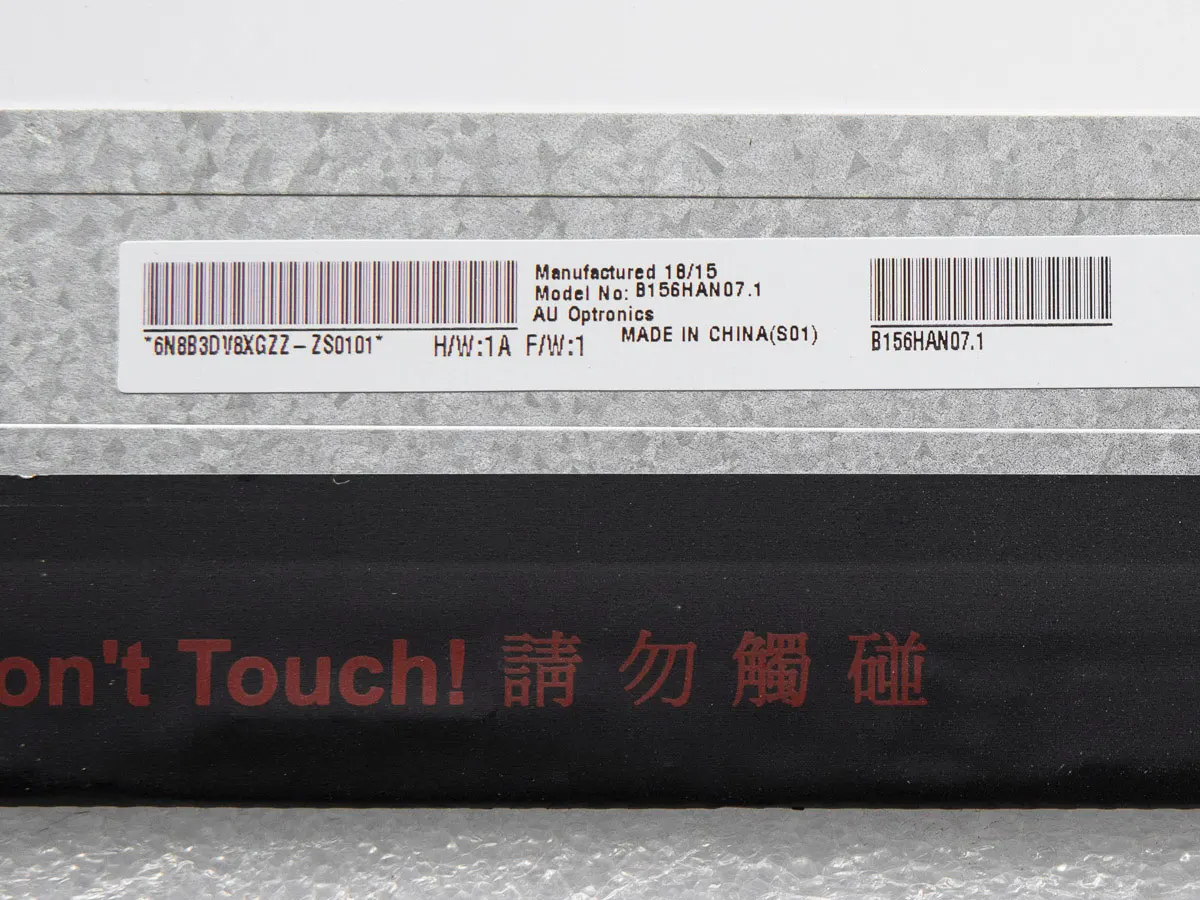 Manufactured 18/15
Model No: B156HAN07.1
AU Optronics
MADE IN CHINA(S01)
*6N8B3DV8XGZZ-ZS0101* H/W:1A F/W:1
B156HAN07.1
on't Touch! 請勿觸碰